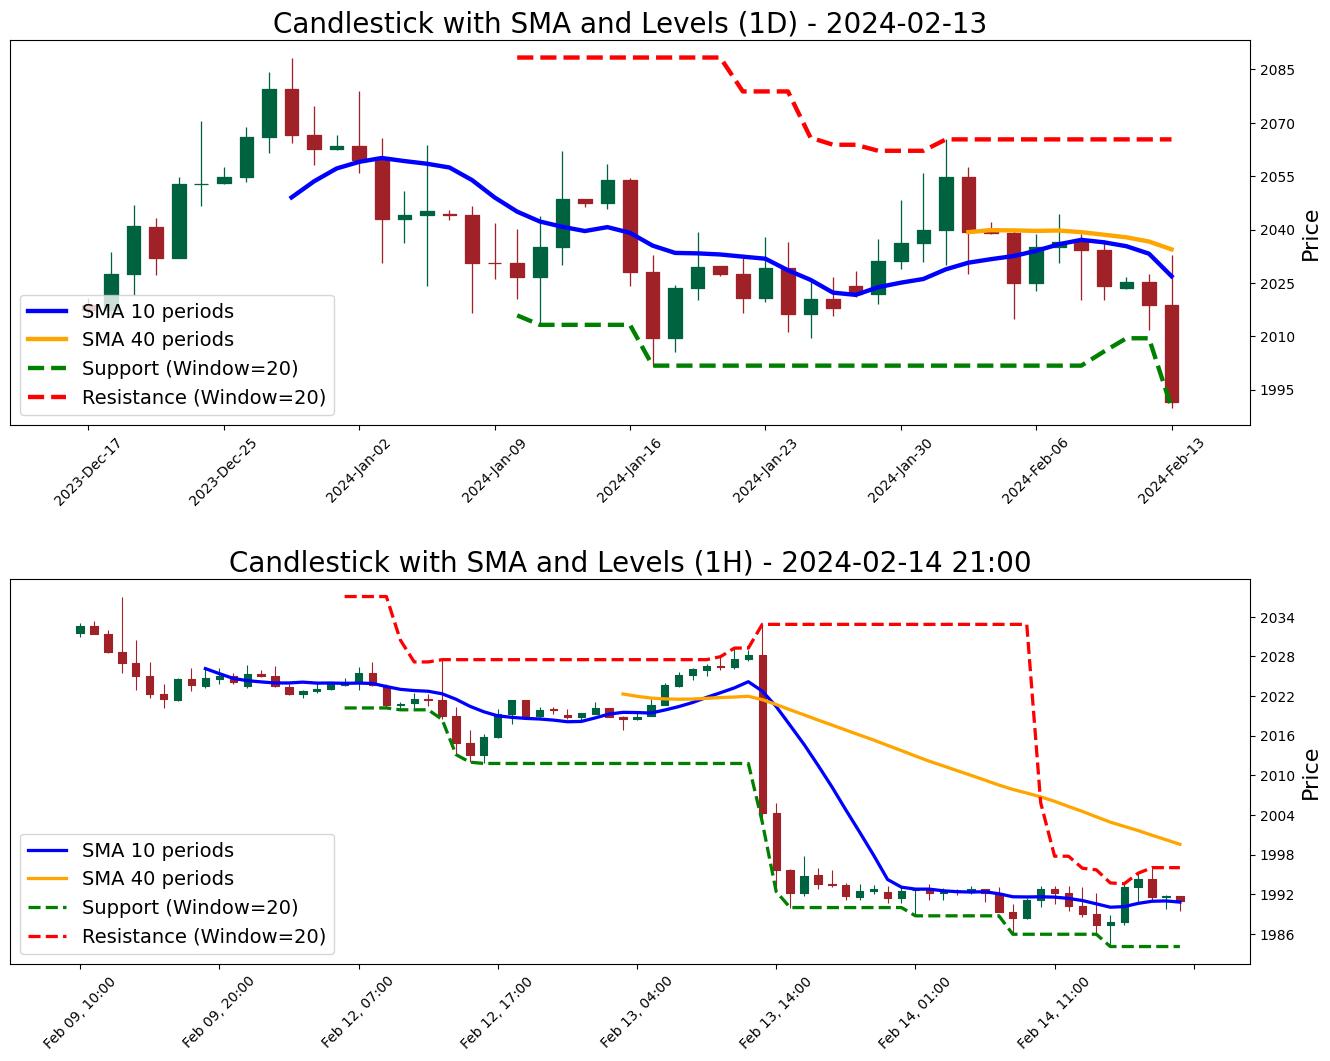 Candlestick with SMA and Levels (1D) - 2024-02-13
2085
2070
2055
2040
2025
2010
1995
Price
SMA 10 periods
SMA 40 periods
Support (Window=20)
Resistance (Window=20)
2023-Dec-17
2023-Dec-25
2024-Jan-02
2024-Jan-09
2024-Jan-16
2024-Jan-23
2024-Jan-30
2024-Feb-06
2024-Feb-13
Candlestick with SMA and Levels (1H) - 2024-02-14 21:00
2034
2028
2022
2016
2010
2004
1998
1992
1986
Price
SMA 10 periods
SMA 40 periods
Support (Window=20)
Resistance (Window=20)
Feb 09, 10:00
Feb 09, 20:00
Feb 12, 07:00
Feb 12, 17:00
Feb 13, 04:00
Feb 13, 14:00
Feb 14, 01:00
Feb 14, 11:00